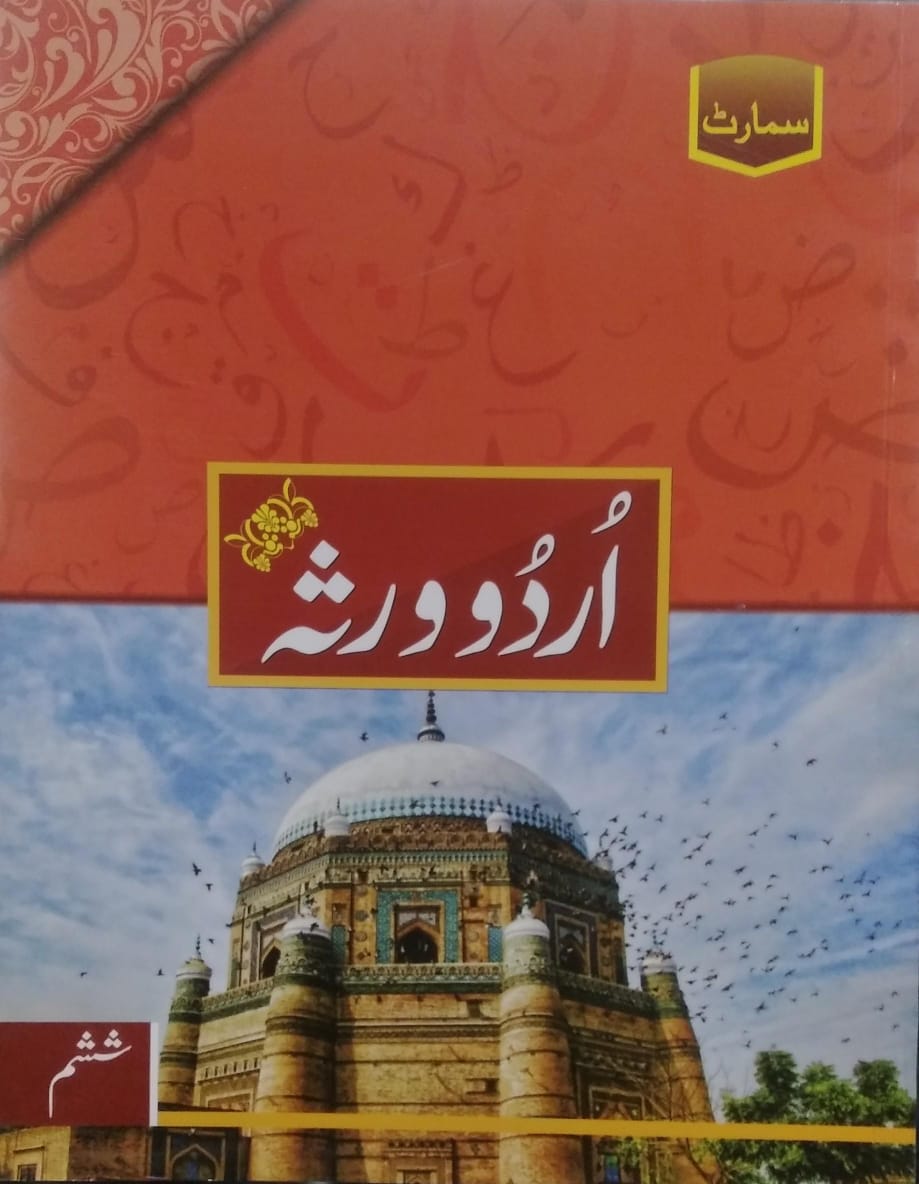 سمارٹ
اُردُو ورثہ
ششم